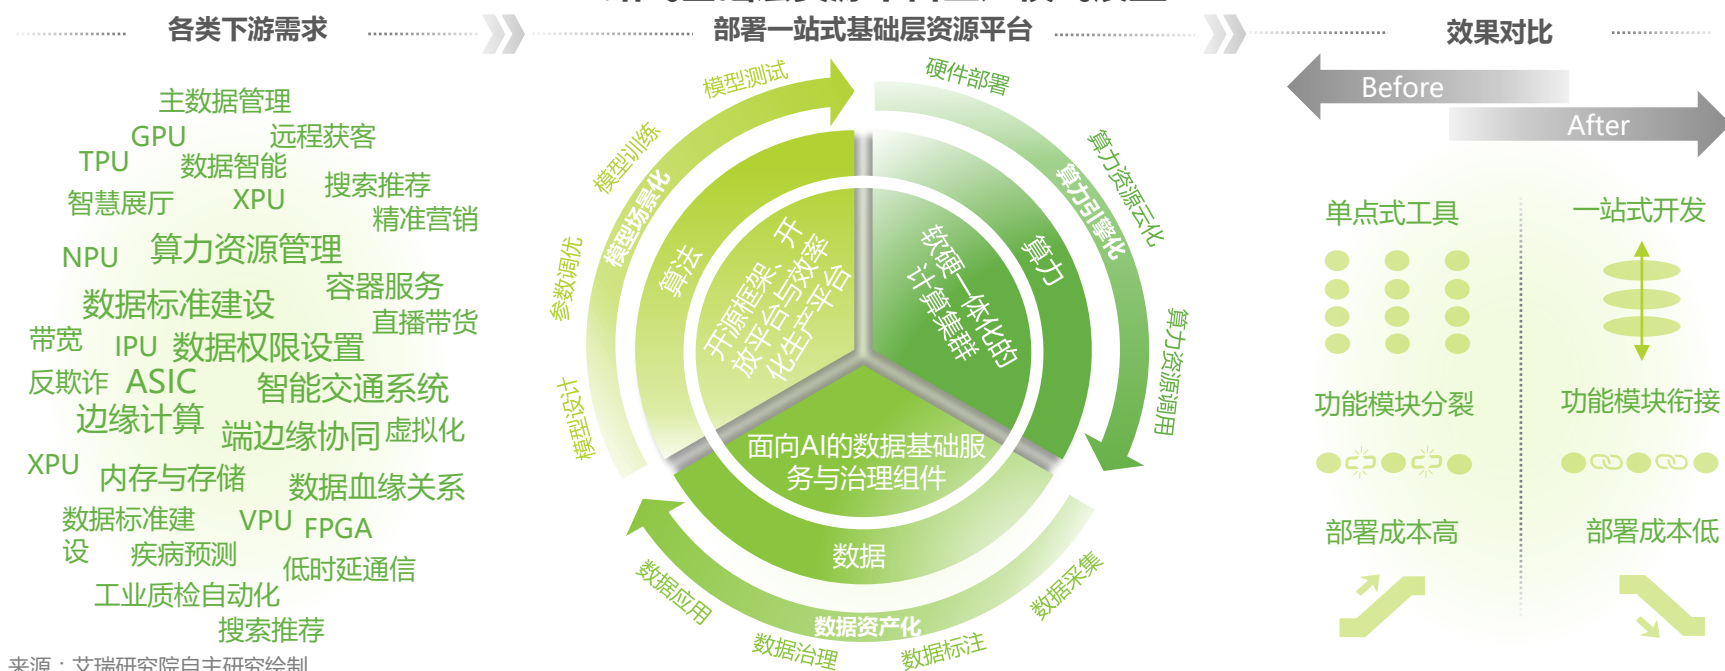 各类下游需求
部署一站式基础层资源平台
效果对比
主数据管理
GPU
远程获客
TPU
数据智能
搜索推荐
智慧展厅
XPU
精准营销
NPU
算力资源管理
容器服务
数据标准建设
直播带货
带宽
IPU
数据权限设置
反欺诈
ASIC
智能交通系统
边缘计算
端边缘协同
虚拟化
XPU
内存与存储
数据血缘关系
数据标准建
设
VPU
FPGA
疾病预测
低时延通信
工业质检自动化
搜索推荐
模型测试
模型训练
参数调优
模型设计
模型场景化
算法
开源框架、开
放平台与效率
化生产平台
硬件部署
算力资源云化
算力资源调用
算力引擎化
算力
软硬一体化的
计算集群
面向AI的数据基础服
务与治理组件
数据
数据资产化
数据应用
数据治理
数据标注
数据采集
Before
After
单点式工具
一站式开发
功能模块分裂
功能模块衔接
部署成本高
部署成本低
来源：艾瑞研究院自主研究绘制